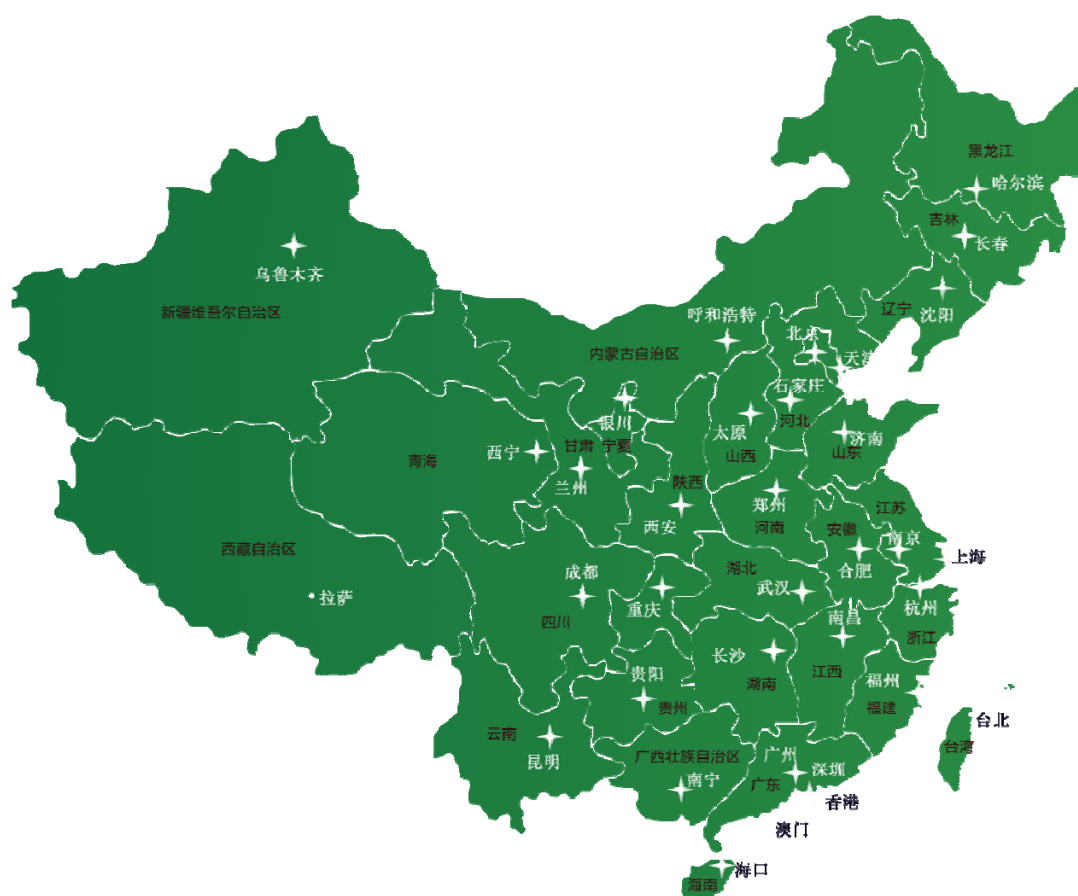 黑龙江
哈尔滨
吉林
长春
乌鲁木齐
新疆维吾尔自治区
辽宁
沈阳
呼和浩特
内蒙古自治区
北京
天津
石家庄
河北
银川
宁夏
甘肃
太原
山西
济南
山东
西宁
青海
兰州
陕西
西安
郑州
河南
江苏
安徽
南京
合肥
上海
西藏自治区
拉萨
成都
四川
重庆
湖北
武汉
杭州
浙江
南昌
江西
长沙
湖南
贵阳
贵州
福州
福建
台北
台湾
云南
昆明
广西壮族自治区
南宁
广州
深圳
广东
香港
澳门
海口
海南